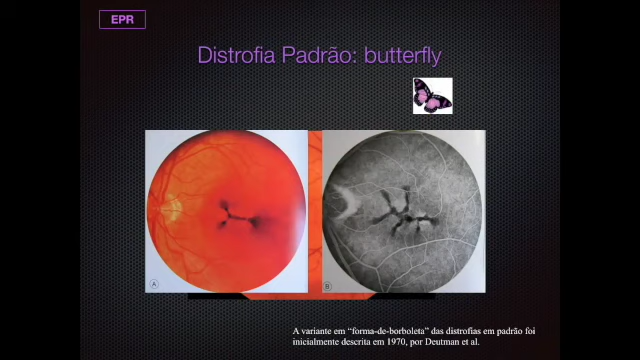 EPR
Distrofia Padrão: butterfly
A
B
A variante em “forma-de-borboleta” das distrofias em padrão foi
inicialmente descrita em 1970, por Deutman et al.